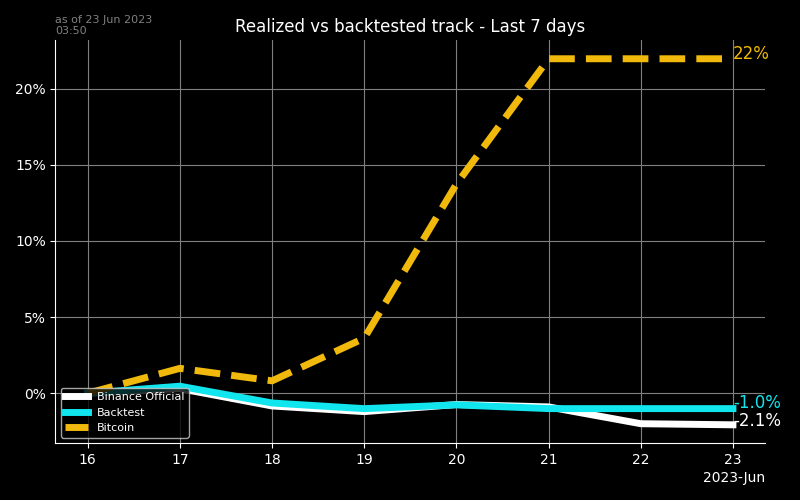 as of 23 Jun 2023
03:50
Realized vs backtested track - Last 7 days
22%
20%
15%
10%
5%
0%
-1.0%
-2.1%
Binance Official
Backtest
Bitcoin
16 17 18 19 20 21 22 23
2023-Jun